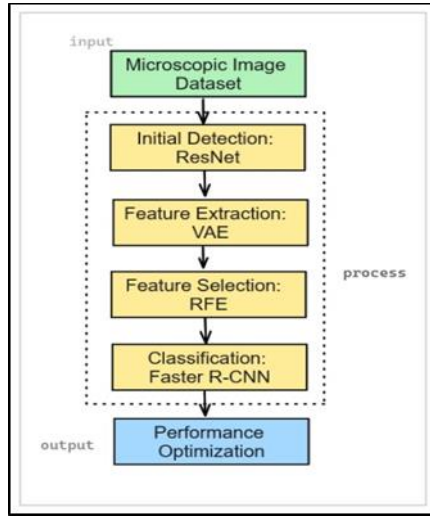 input
Microscopic Image
Dataset
Initial Detection:
ResNet
Feature Extraction:
VAE
Feature Selection:
RFE
process
Classification:
Faster R-CNN
Performance
Optimization
output